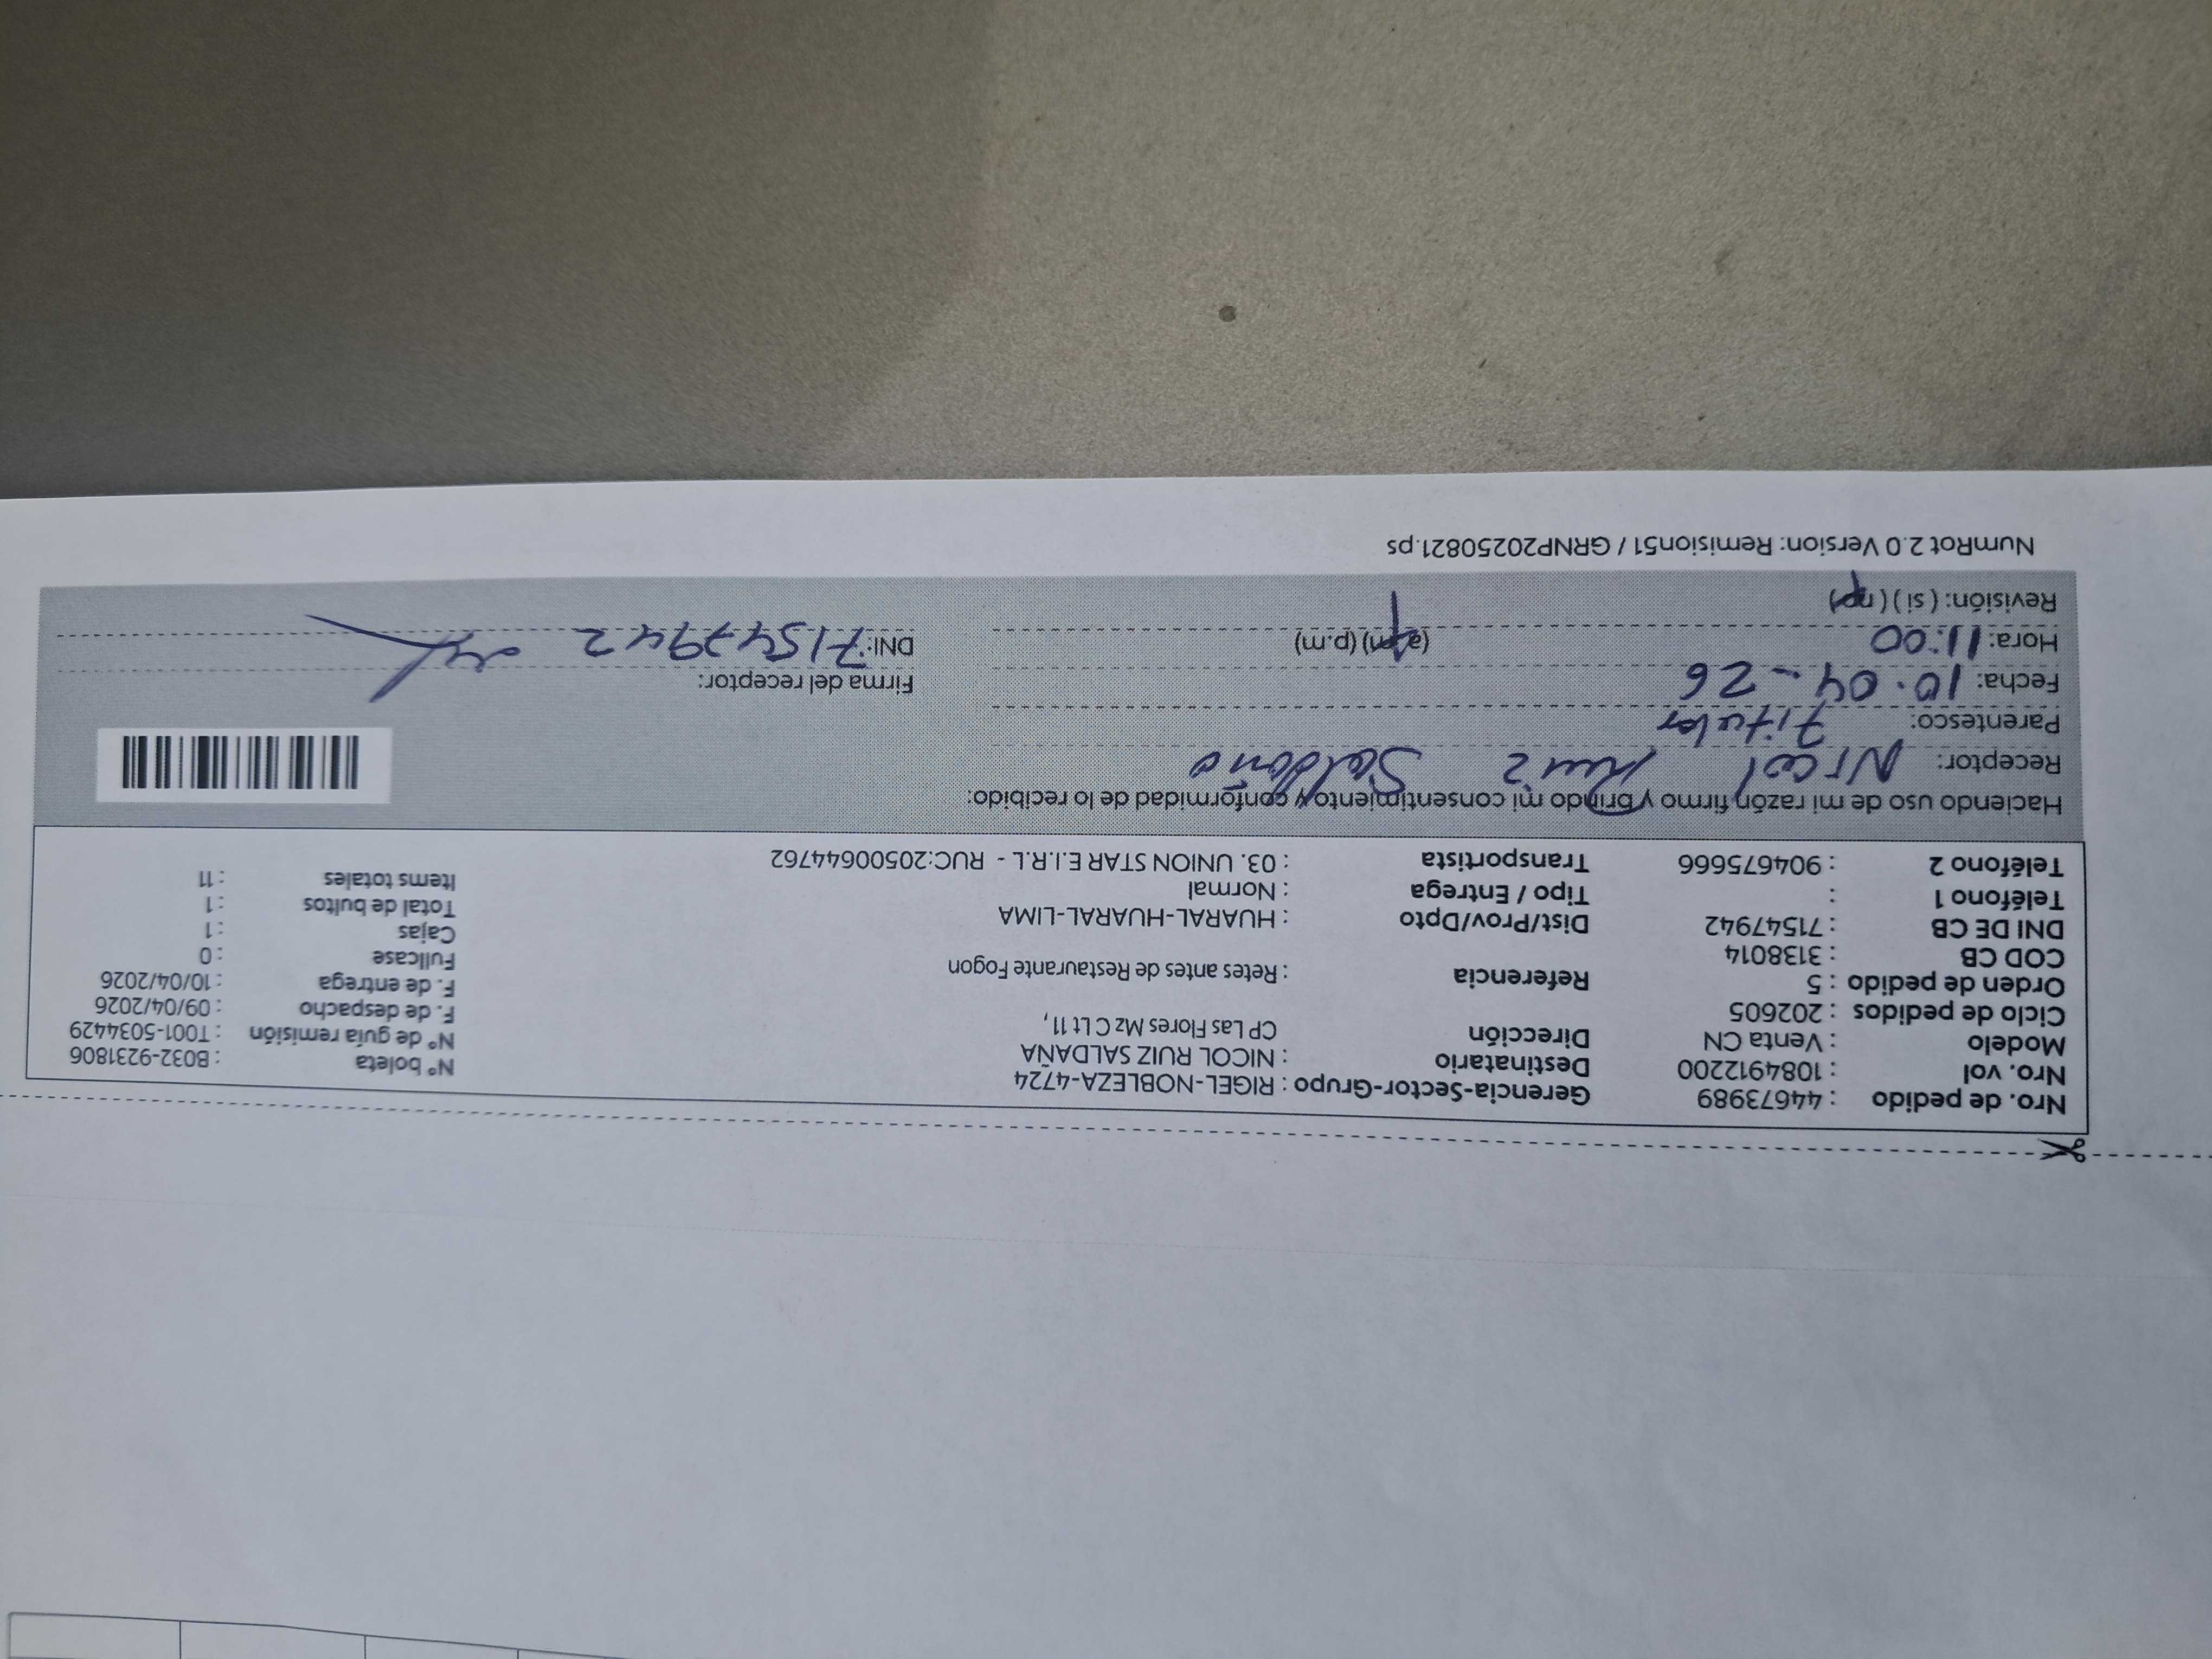 Nro. de pedido : 44673989 Gerencia-Sector-Grupo : RIGEL-NOBLEZA-4724 N° boleta : B032-9231806
Nro. vol : 1084912200 Destinatario : NICOL RUIZ SALDAÑA N° de guía remisión : T001-5034429
Modelo : Venta CN Dirección CP Las Flores Mz C Lt 11, F. de despacho : 09/04/2026
Ciclo de pedidos : 202605 F. de entrega : 10/04/2026
Orden de pedido : 5 Referencia : Retes antes de Restaurante Fogon Fullcase : 0
COD CB : 3138014 Cajas : 1
DNI DE CB : 71547942 Dist/Prov/Dpto : HUARAL-HUARAL-LIMA Total de bultos : 1
Teléfono 1 : Tipo / Entrega : Normal Items totales : 11
Teléfono 2 : 904675666 Transportista : 03. UNION STAR E.I.R.L - RUC:20500644762
Haciendo uso de mi razón firmo y brindo mi consentimiento y conformidad de lo recibido:
Receptor: Nicol Ruiz Saldaña
Parentesco: Titular
Fecha: 10.04-26 Firma del receptor:
Hora: 11:00 (a.m) (p.m) DNI: 71547942
Revisión: (si) (no)
NumRot 2.0 Version: Remision51 / GRNP20250821.ps